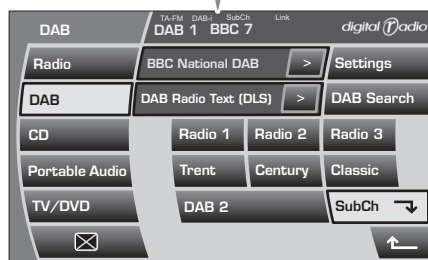 TA-FM DAB-i SubCh Link
DAB DAB 1 BBC 7 digital radio
Radio BBC National DAB > Settings
DAB DAB Radio Text (DLS) > DAB Search
CD Radio 1 Radio 2 Radio 3
Portable Audio Trent Century Classic
TV/DVD DAB 2 SubCh